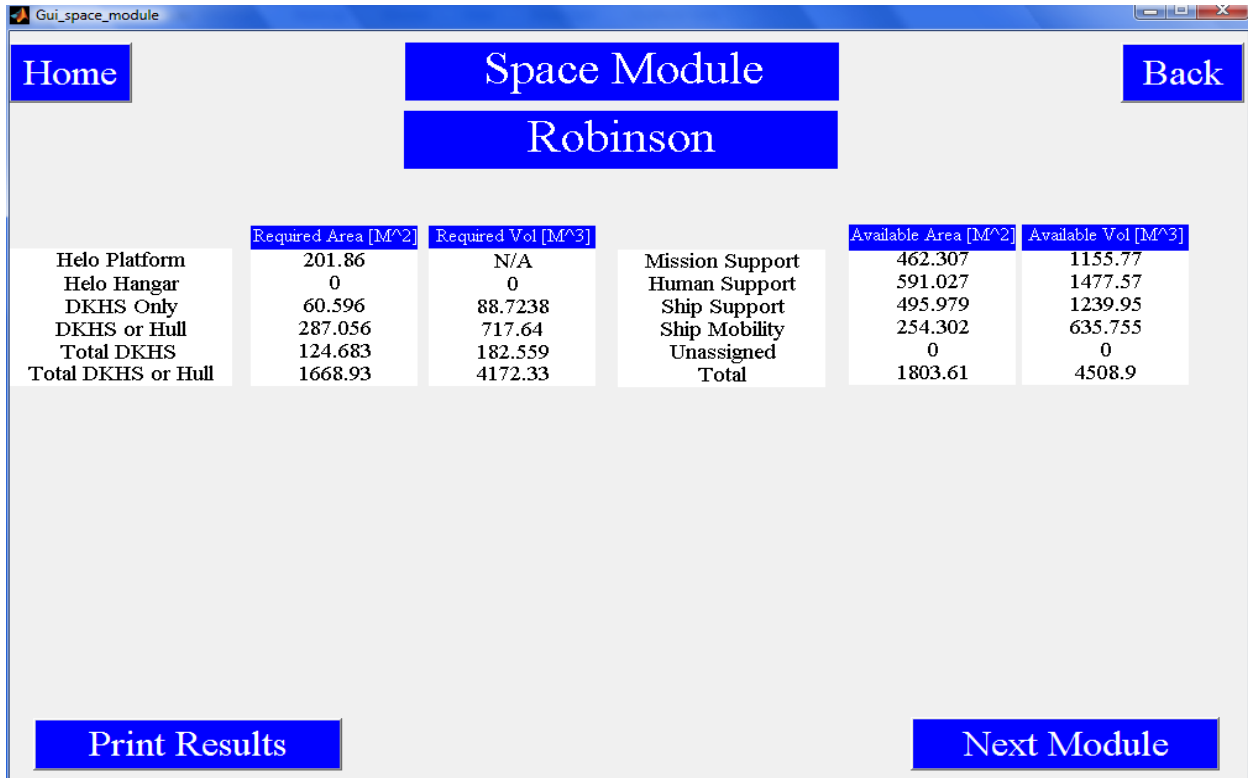 Gui_space_module
Home
Space Module
Back
Robinson
Required Area [M^2] Required Vol [M^3] Available Area [M^2] Available Vol [M^3]
Helo Platform 201.86 N/A Mission Support 462.307 1155.77
Helo Hangar 0 0 Human Support 591.027 1477.57
DKHS Only 60.596 88.7238 Ship Support 495.979 1239.95
DKHS or Hull 287.056 717.64 Ship Mobility 254.302 635.755
Total DKHS 124.683 182.559 Unassigned 0 0
Total DKHS or Hull 1668.93 4172.33 Total 1803.61 4508.9
Print Results
Next Module